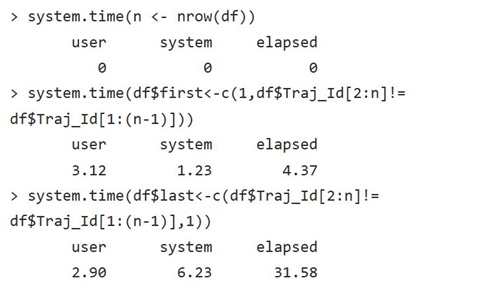 > system.time(n <- nrow(df))
user system elapsed
0 0 0
> system.time(df$first<-c(1,df$Traj_Id[2:n]!=
df$Traj_Id[1:(n-1)]))
user system elapsed
3.12 1.23 4.37
> system.time(df$last<-c(df$Traj_Id[2:n]!=
df$Traj_Id[1:(n-1)],1))
user system elapsed
2.90 6.23 31.58